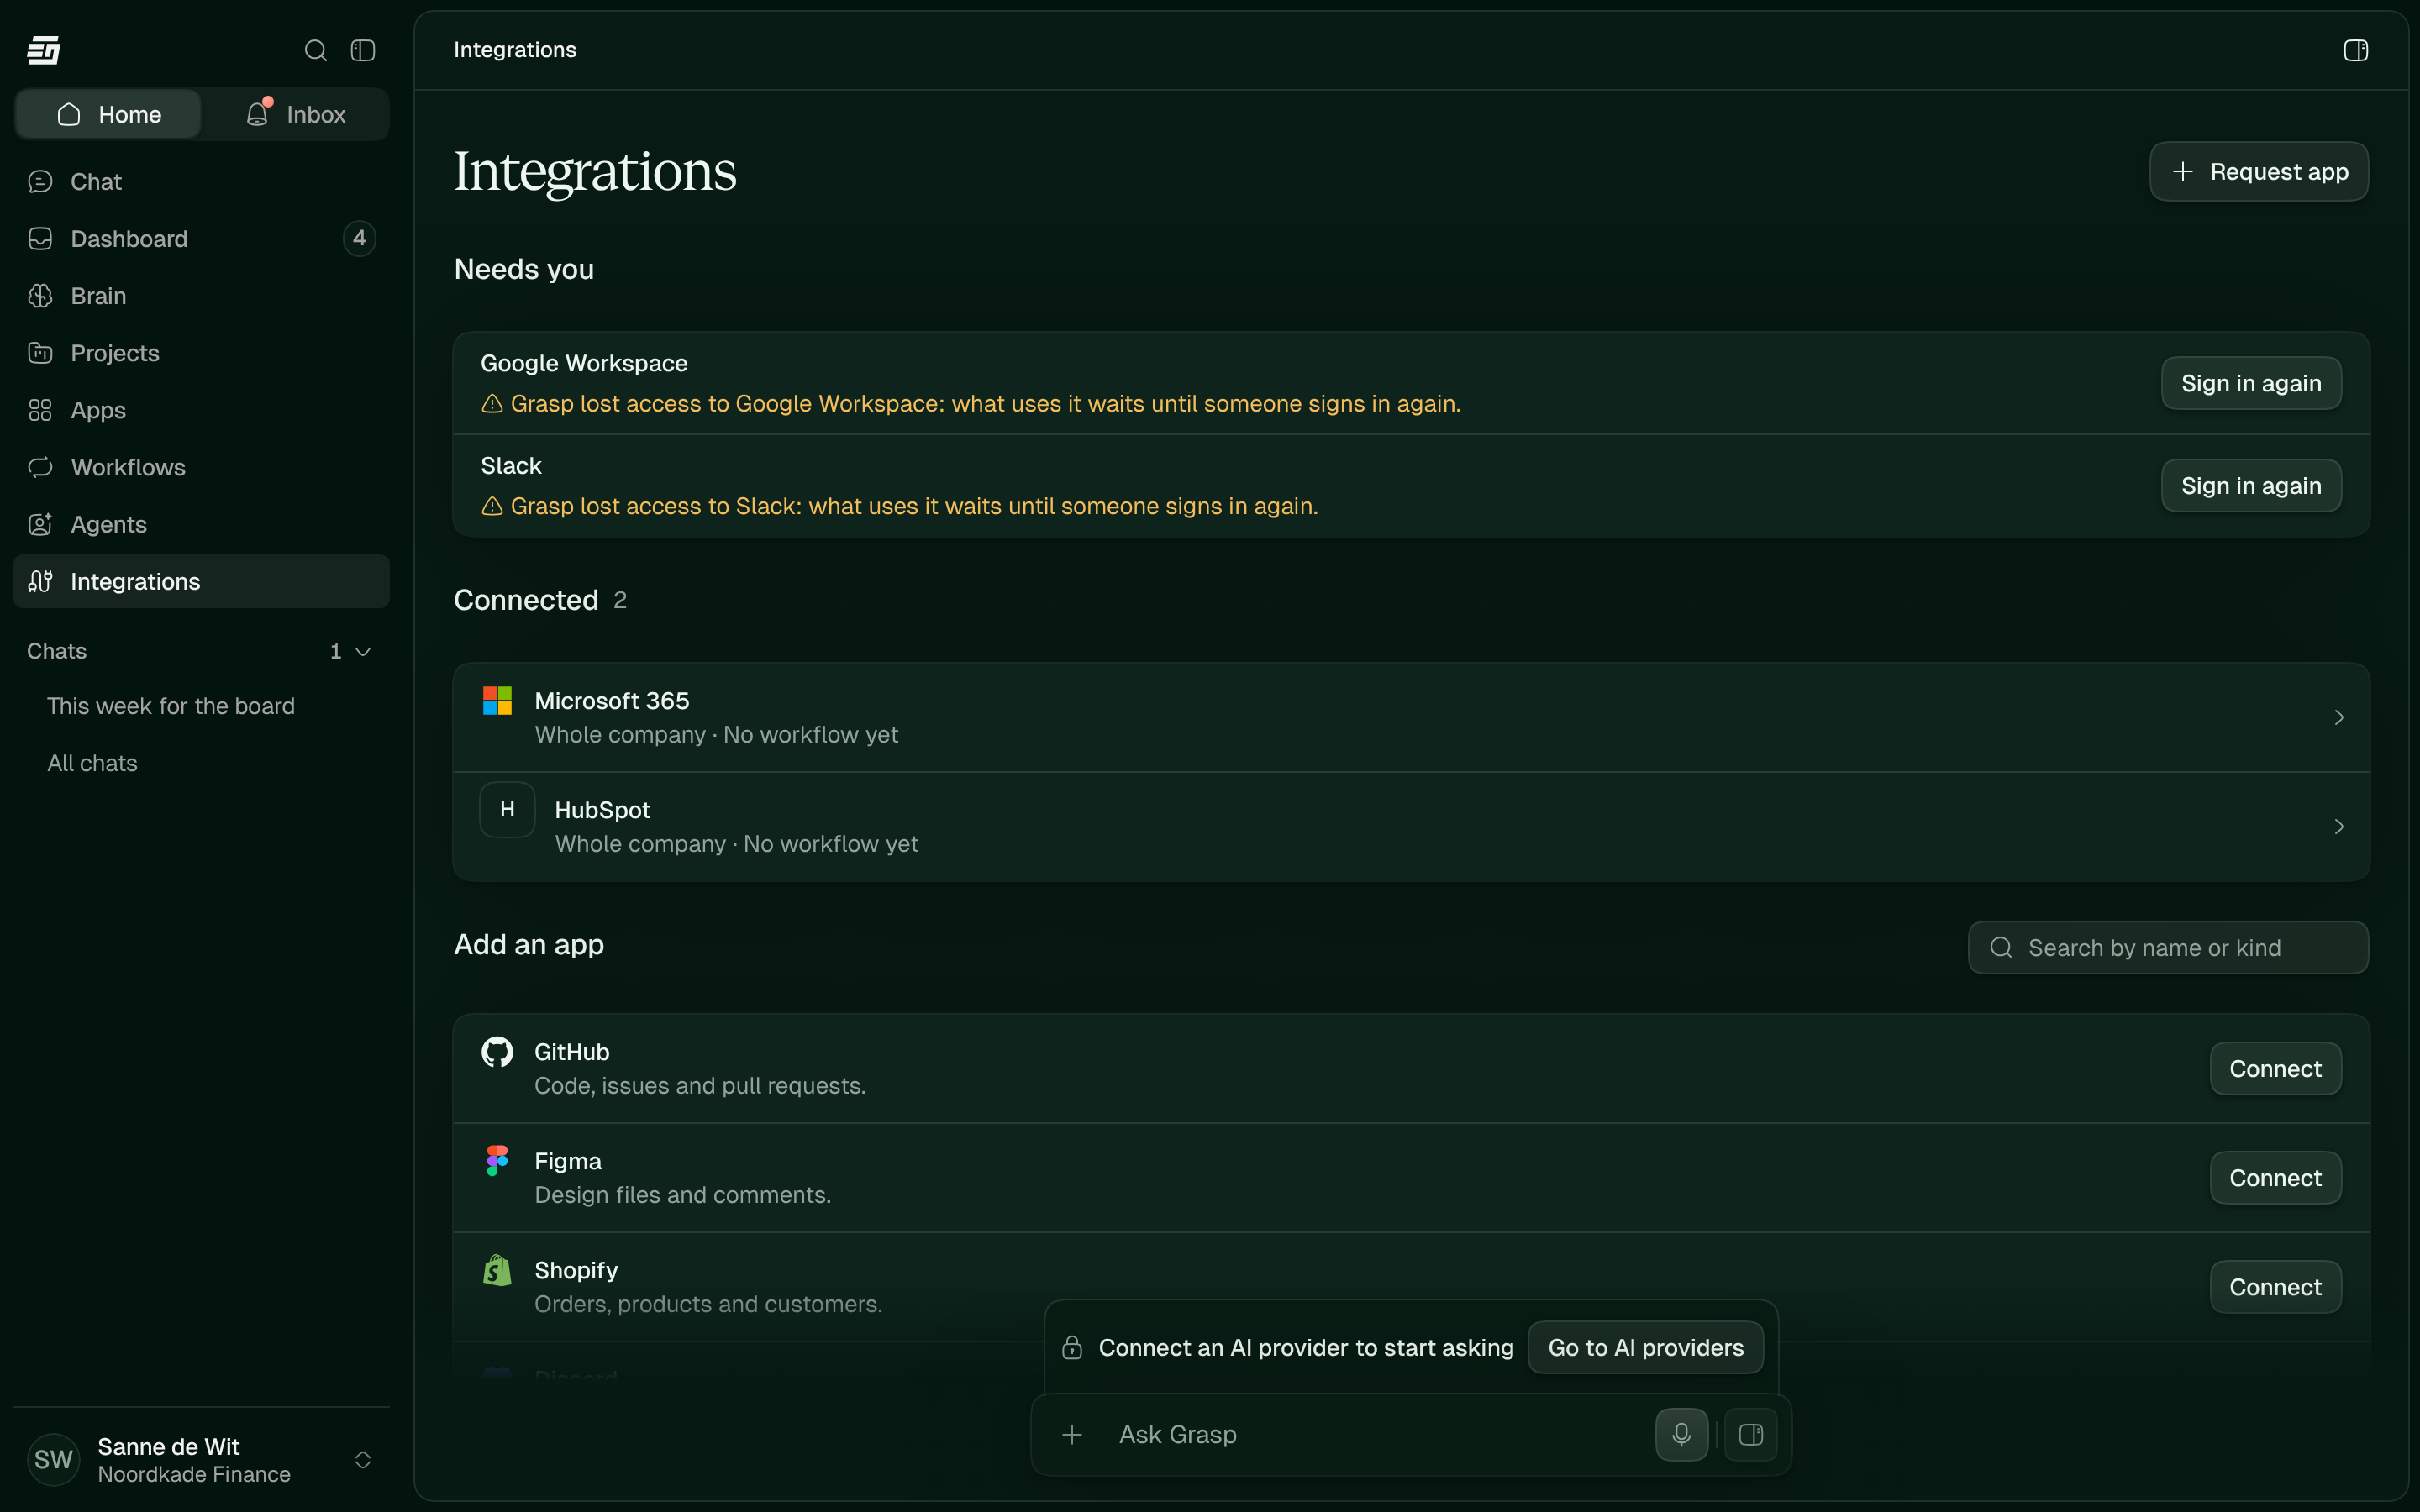 Integrations
Home
Inbox
Chat
Dashboard
4
Brain
Projects
Apps
Workflows
Agents
Integrations
Chats
1
This week for the board
All chats
SW
Sanne de Wit
Noordkade Finance
Integrations
Request app
Needs you
Google Workspace
Grasp lost access to Google Workspace: what uses it waits until someone signs in again.
Sign in again
Slack
Grasp lost access to Slack: what uses it waits until someone signs in again.
Sign in again
Connected 2
Microsoft 365
Whole company · No workflow yet
H
HubSpot
Whole company · No workflow yet
Add an app
Search by name or kind
GitHub
Code, issues and pull requests.
Connect
Figma
Design files and comments.
Connect
Shopify
Orders, products and customers.
Connect
Discord
Connect an AI provider to start asking
Go to AI providers
Ask Grasp